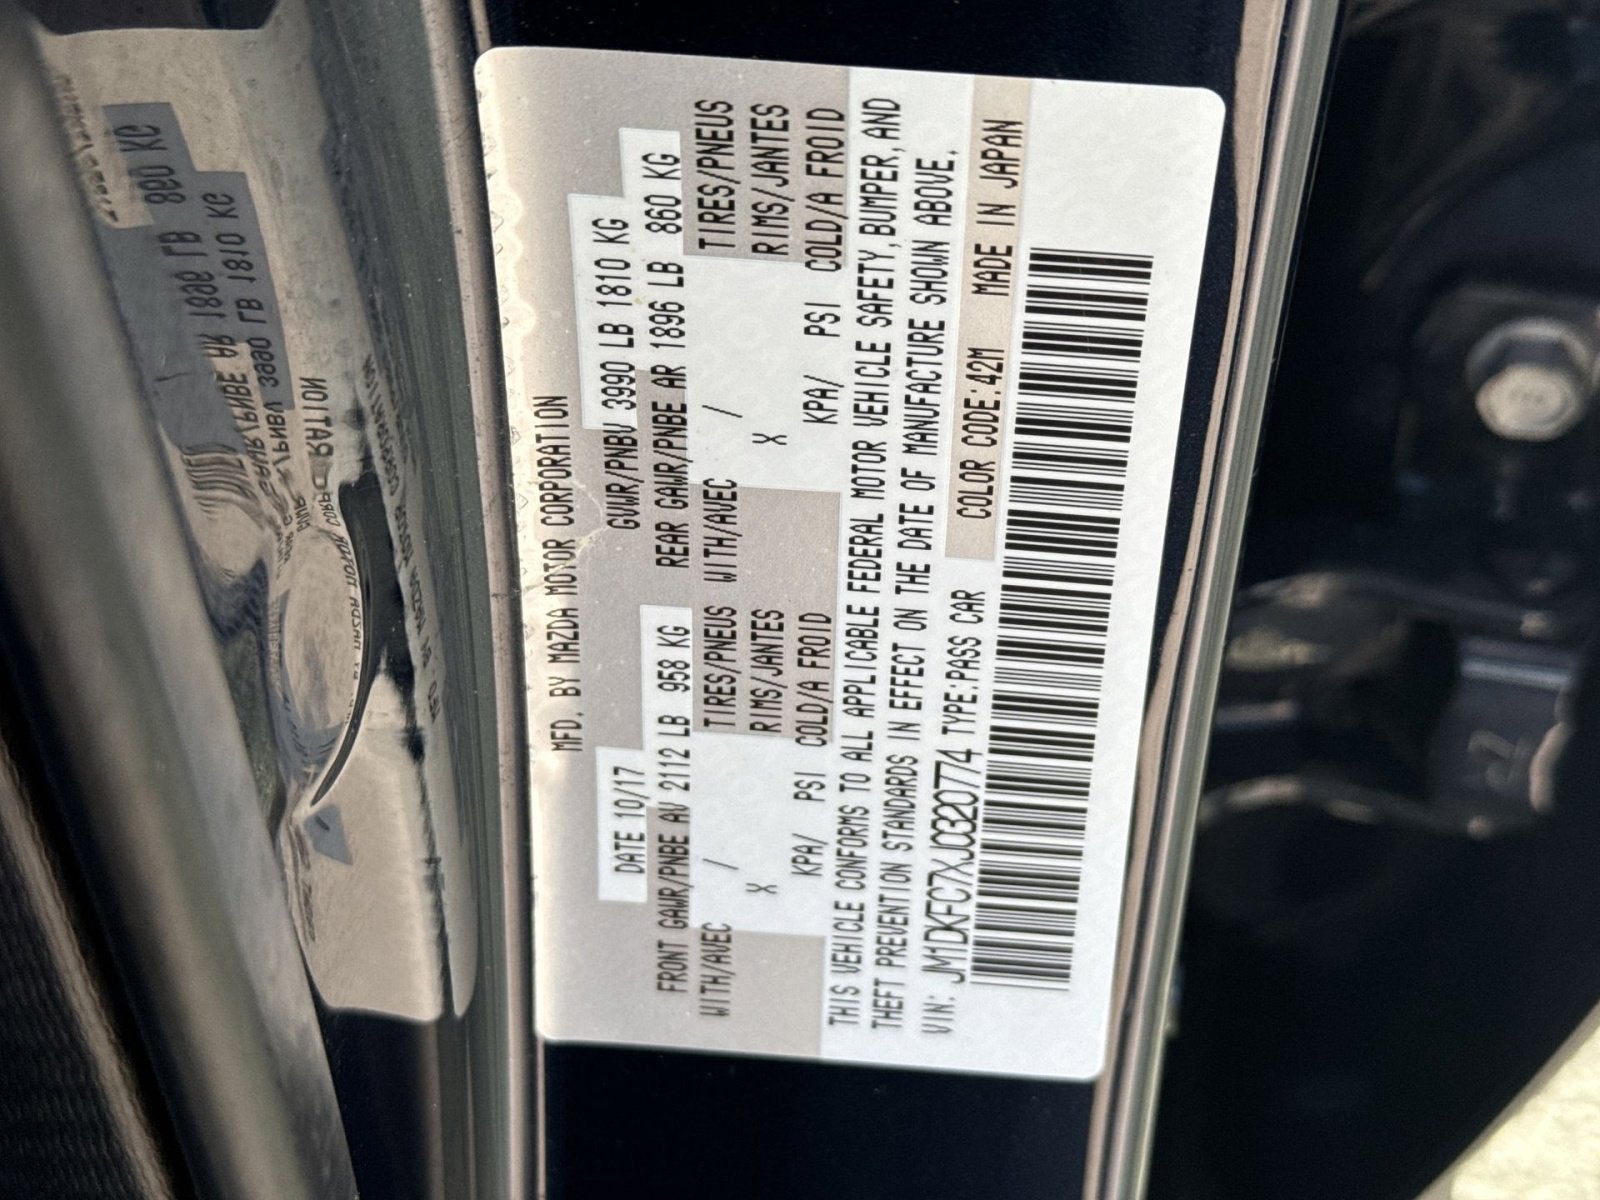 MFD. BY MAZDA MOTOR CORPORATION
DATE 10/17 GVWR/PNBV 3990 LB 1810 KG
FRONT GAWR/PNBE AV 2112 LB 958 KG REAR GAWR/PNBE AR 1896 LB 860 KG
WITH/AVEC / TIRES/PNEUS WITH/AVEC / TIRES/PNEUS
X RIMS/JANTES X RIMS/JANTES
KPA/ PSI COLD/A FROID KPA/ PSI COLD/A FROID
THIS VEHICLE CONFORMS TO ALL APPLICABLE FEDERAL MOTOR VEHICLE SAFETY, BUMPER, AND
THEFT PREVENTION STANDARDS IN EFFECT ON THE DATE OF MANUFACTURE SHOWN ABOVE.
VIN: JM1DKFC7XJ0320774 TYPE:PASS CAR COLOR CODE:42M MADE IN JAPAN